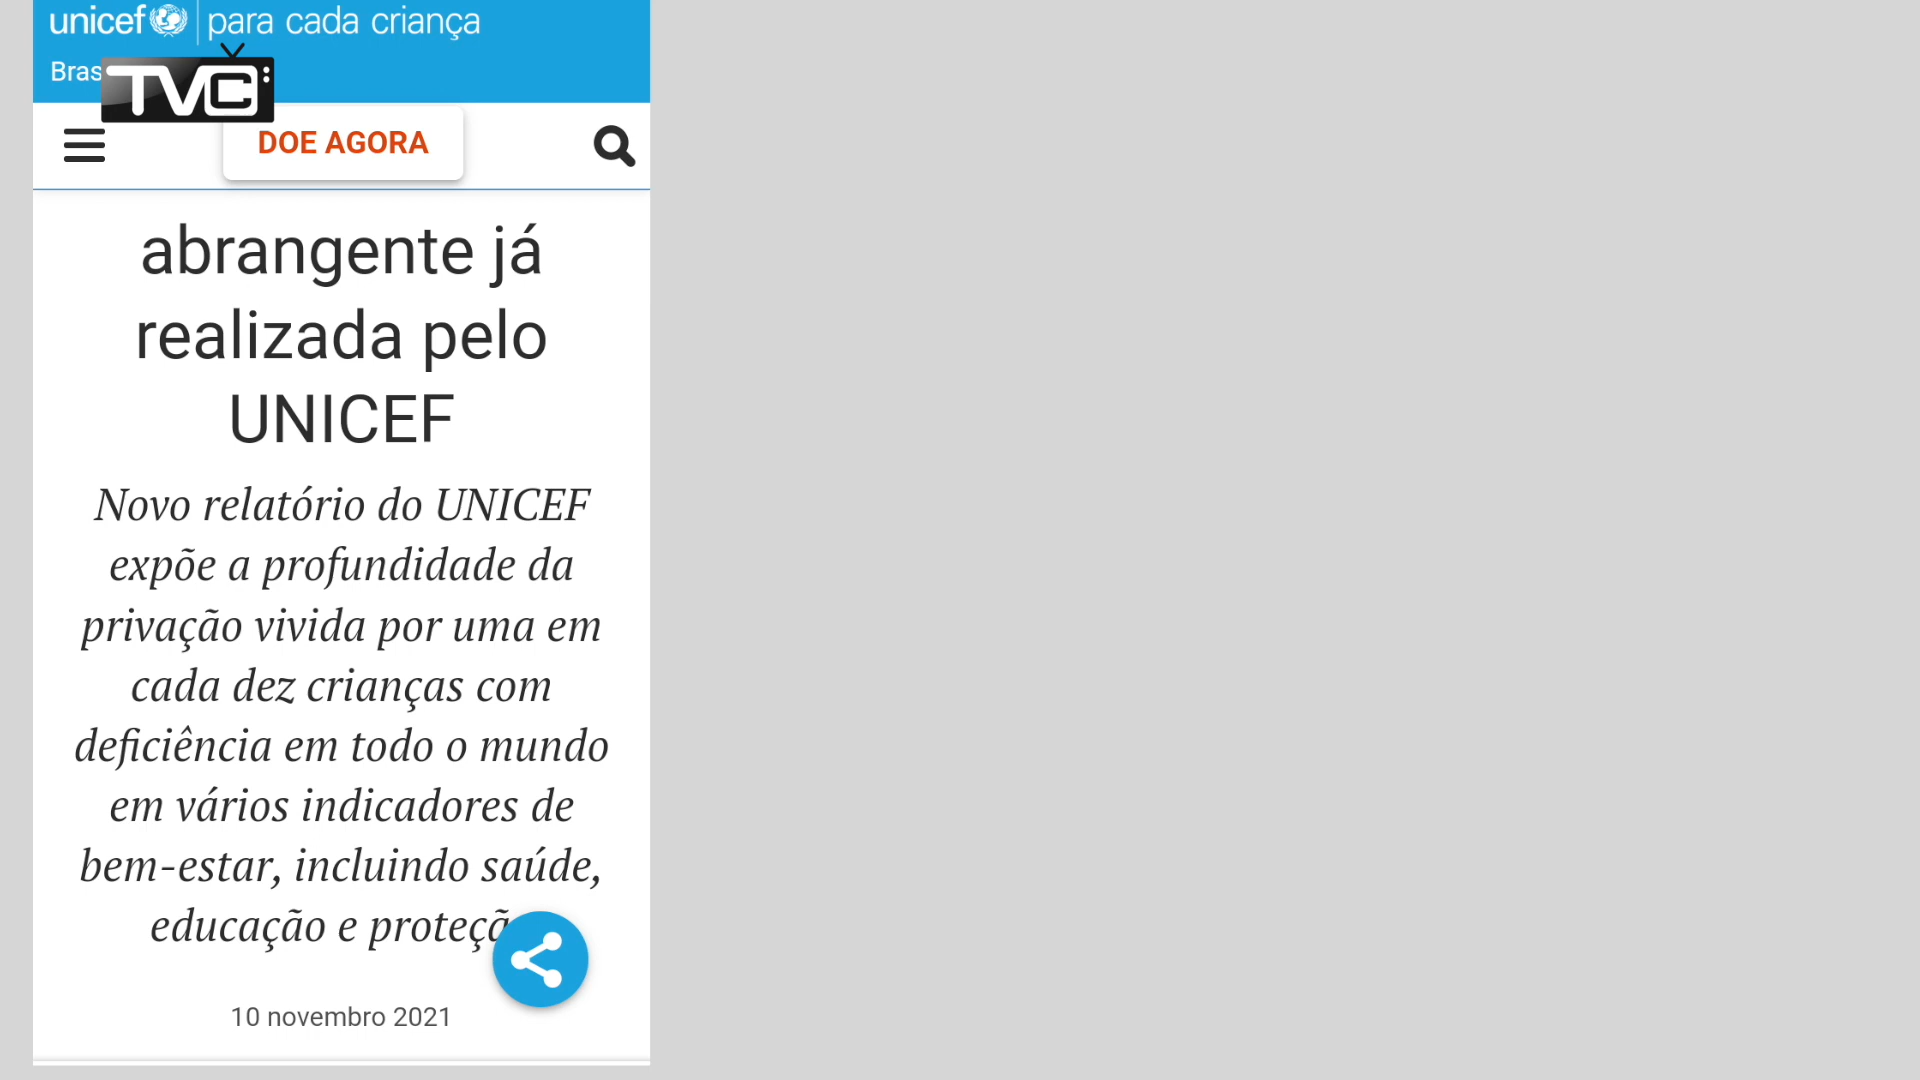 unicef para cada criança
Bras
TVC
DOE AGORA
abrangente já
realizada pelo
UNICEF
Novo relatório do UNICEF
expõe a profundidade da
privação vivida por uma em
cada dez crianças com
deficiência em todo o mundo
em vários indicadores de
bem-estar, incluindo saúde,
educação e proteçã
10 novembro 2021